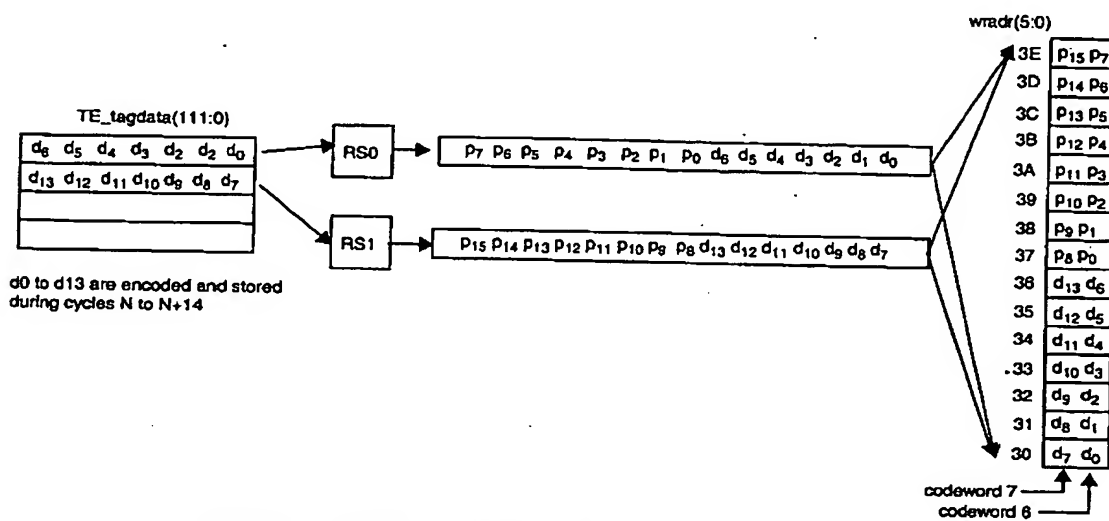 wradr(5:0)
TE_tagdata(111:0)
d6 d5 d4 d3 d2 d2 d0
d13 d12 d11 d10 d9 d8 d7
RS0
p7 p6 p5 p4 p3 p2 p1 p0 d6 d5 d4 d3 d2 d1 d0
RS1
p15 p14 p13 p12 p11 p10 p9 p8 d13 d12 d11 d10 d9 d8 d7
d0 to d13 are encoded and stored
during cycles N to N+14
3E p15 p7
3D p14 p6
3C p13 p5
3B p12 p4
3A p11 p3
39 p10 p2
38 p9 p1
37 p8 p0
36 d13 d6
35 d12 d5
34 d11 d4
33 d10 d3
32 d9 d2
31 d8 d1
30 d7 d0
codeword 7
codeword 6